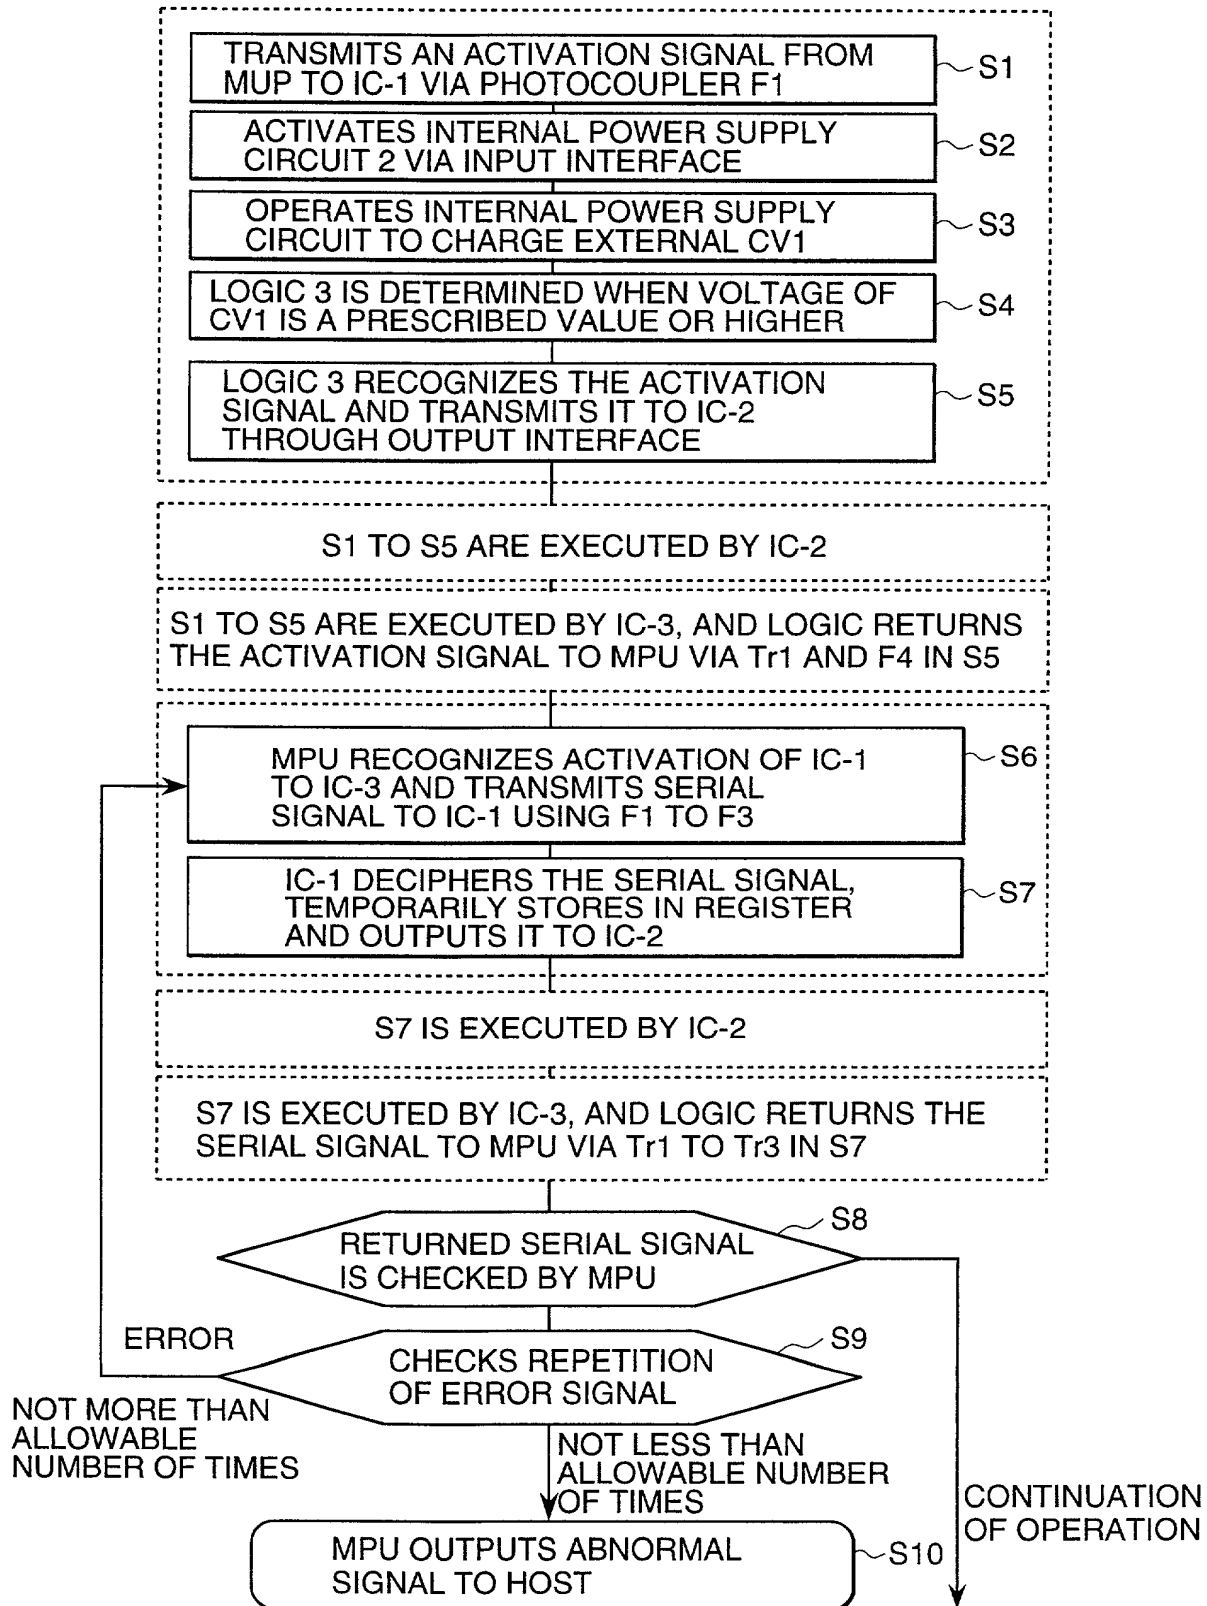 TRANSMITS AN ACTIVATION SIGNAL FROM
MUP TO IC-1 VIA PHOTOCOUPLER F1
S1
ACTIVATES INTERNAL POWER SUPPLY
CIRCUIT 2 VIA INPUT INTERFACE
S2
OPERATES INTERNAL POWER SUPPLY
CIRCUIT TO CHARGE EXTERNAL CV1
S3
LOGIC 3 IS DETERMINED WHEN VOLTAGE OF
CV1 IS A PRESCRIBED VALUE OR HIGHER
S4
LOGIC 3 RECOGNIZES THE ACTIVATION
SIGNAL AND TRANSMITS IT TO IC-2
THROUGH OUTPUT INTERFACE
S5
S1 TO S5 ARE EXECUTED BY IC-2
S1 TO S5 ARE EXECUTED BY IC-3, AND LOGIC RETURNS
THE ACTIVATION SIGNAL TO MPU VIA Tr1 AND F4 IN S5
MPU RECOGNIZES ACTIVATION OF IC-1
TO IC-3 AND TRANSMITS SERIAL
SIGNAL TO IC-1 USING F1 TO F3
S6
IC-1 DECIPHERS THE SERIAL SIGNAL,
TEMPORARILY STORES IN REGISTER
AND OUTPUTS IT TO IC-2
S7
S7 IS EXECUTED BY IC-2
S7 IS EXECUTED BY IC-3, AND LOGIC RETURNS THE
SERIAL SIGNAL TO MPU VIA Tr1 TO Tr3 IN S7
RETURNED SERIAL SIGNAL
IS CHECKED BY MPU
S8
ERROR
CHECKS REPETITION
OF ERROR SIGNAL
S9
NOT MORE THAN
ALLOWABLE
NUMBER OF TIMES
NOT LESS THAN
ALLOWABLE NUMBER
OF TIMES
CONTINUATION
OF OPERATION
MPU OUTPUTS ABNORMAL
SIGNAL TO HOST
S10